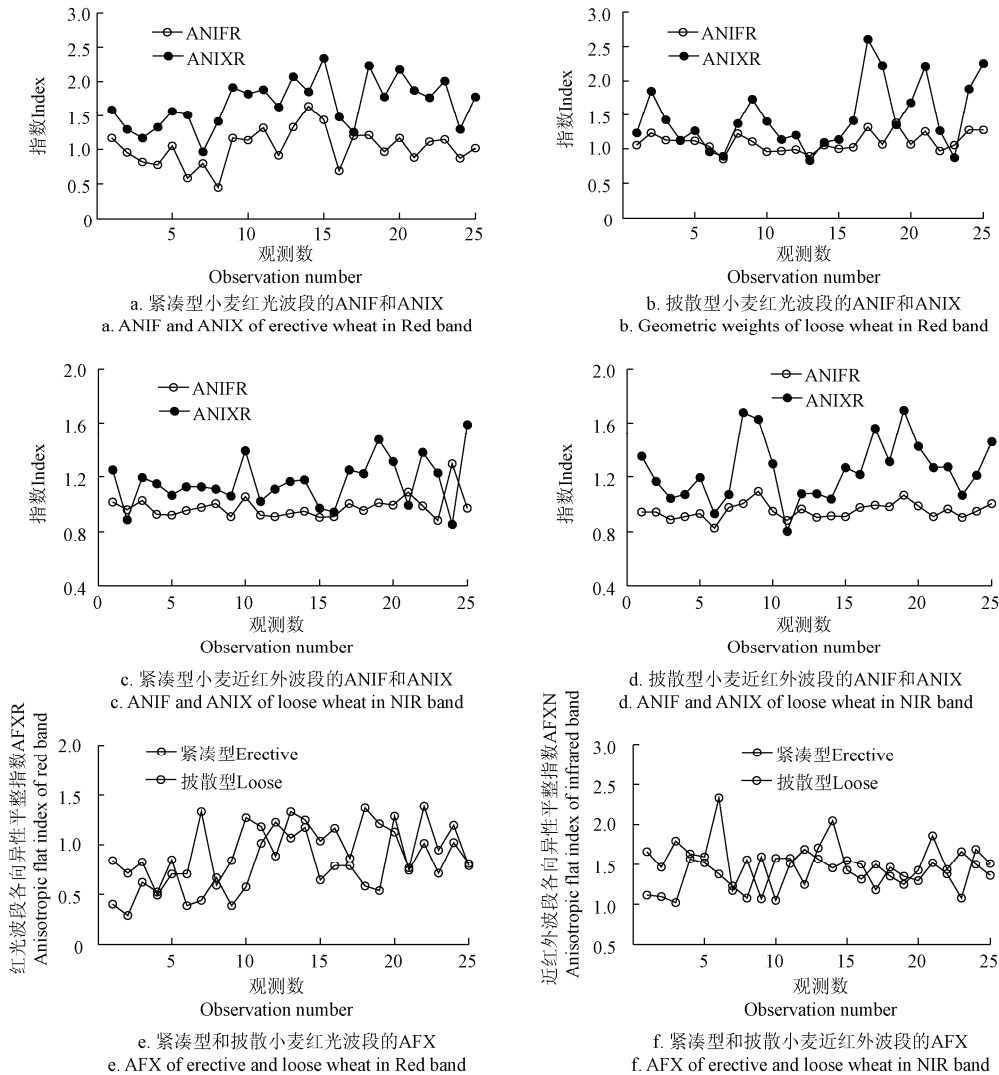 3.0
2.5
2.0
1.5
1.0
0.5
0
指数Index
ANIFR
ANIXR
5
10
15
20
25
观测数
Observation number
a. 紧凑型小麦红光波段的ANIF和ANIX
a. ANIF and ANIX of erective wheat in Red band
3.0
2.5
2.0
1.5
1.0
0.5
0
指数Index
ANIFR
ANIXR
5
10
15
20
25
观测数
Observation number
b. 披散型小麦红光波段的ANIF和ANIX
b. Geometric weights of loose wheat in Red band
2.0
1.6
1.2
0.8
0.4
指数Index
ANIFR
ANIXR
0
5
10
15
20
25
观测数
Observation number
c. 紧凑型小麦近红外波段的ANIF和ANIX
c. ANIF and ANIX of loose wheat in NIR band
2.0
1.6
1.2
0.8
0.4
指数Index
ANIFR
ANIXR
0
5
10
15
20
25
观测数
Observation number
d. 披散型小麦近红外波段的ANIF和ANIX
d. ANIF and ANIX of loose wheat in NIR band
红光波段各向异性平整指数AFXR
Anisotropic flat index of red band
2.0
1.5
1.0
0.5
0
紧凑型Erective
披散型Loose
5
10
15
20
25
观测数
Observation number
e. 紧凑型和披散小麦红光波段的AFX
e. AFX of erective and loose wheat in Red band
近红外波段各向异性平整指数AFXN
Anisotropic flat index of infrared band
3.0
2.5
2.0
1.5
1.0
0.5
紧凑型Erective
披散型Loose
5
10
15
20
25
观测数
Observation number
f. 紧凑型和披散小麦近红外波段的AFX
f. AFX of erective and loose wheat in NIR band